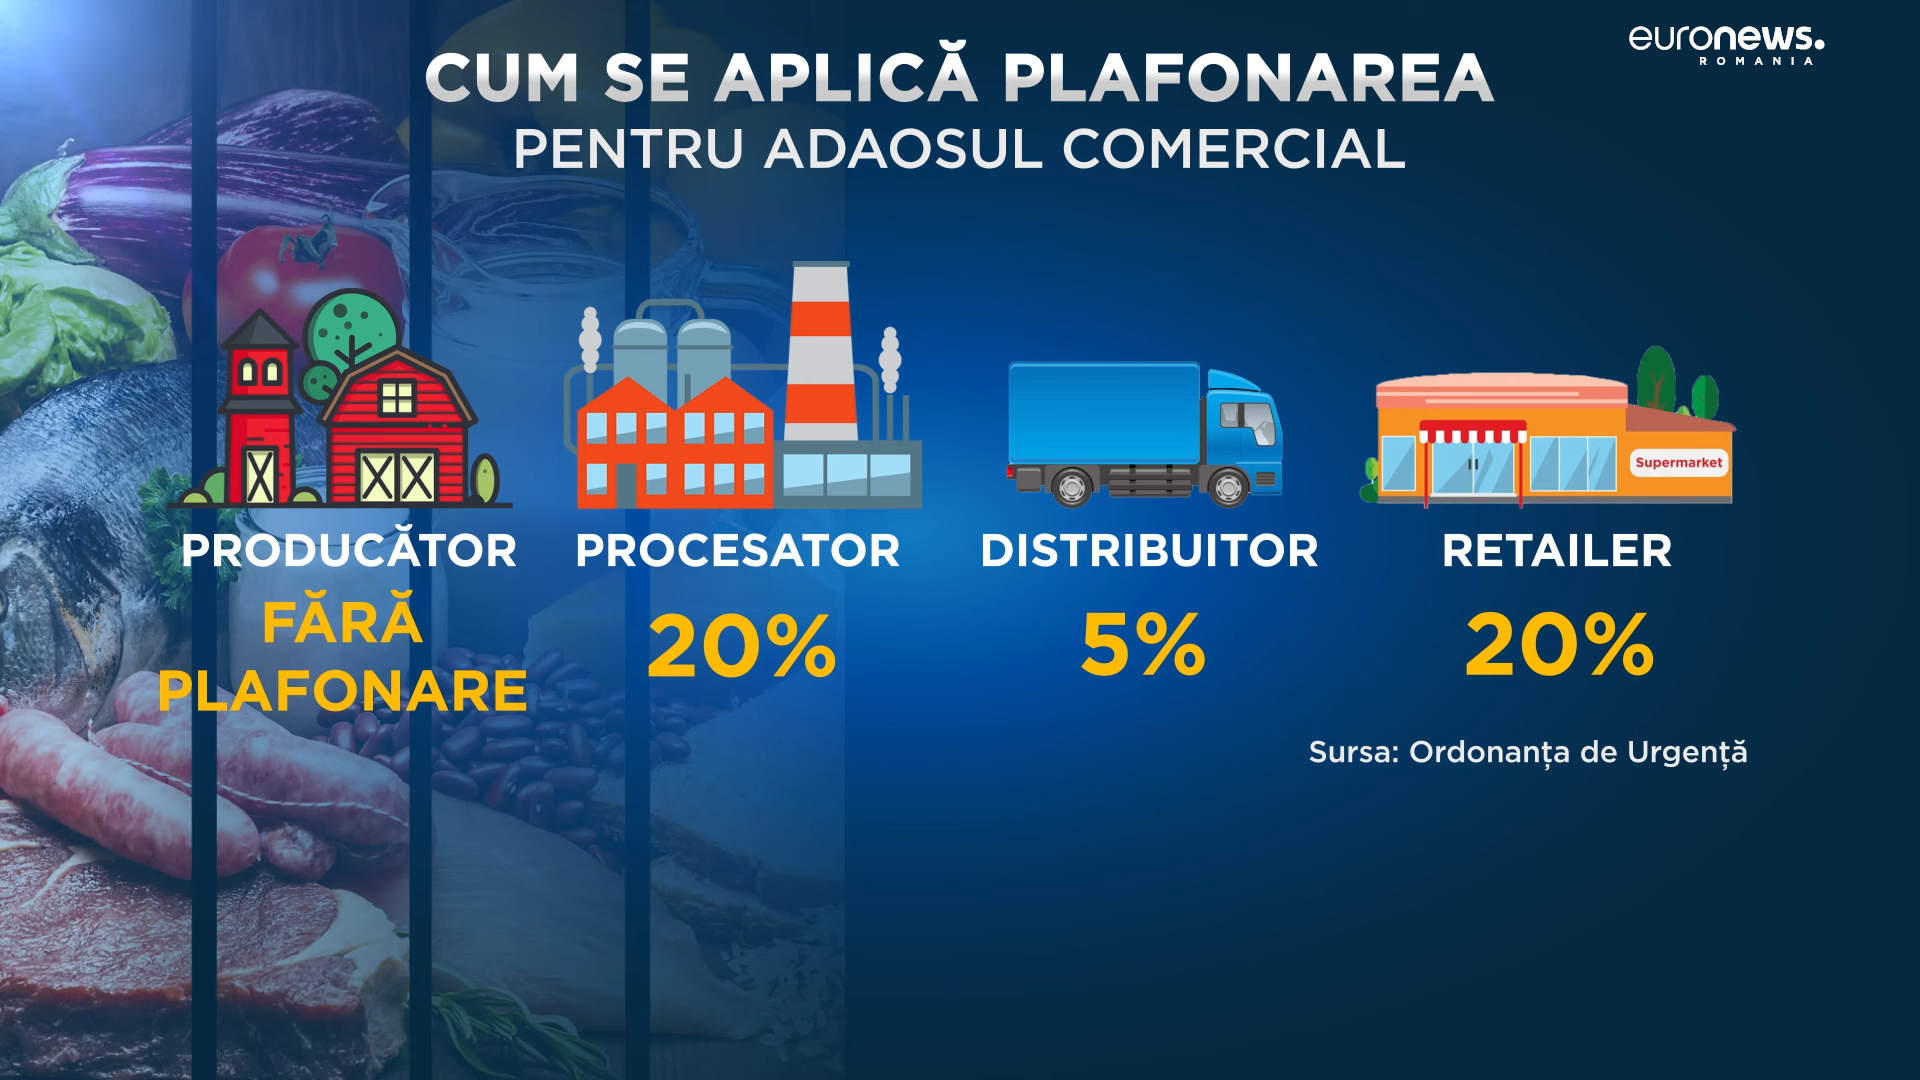 euronews.
ROMANIA
CUM SE APLICĂ PLAFONAREA
PENTRU ADAOSUL COMERCIAL
Supermarket
PRODUCĂTOR
FĂRĂ
PLAFONARE
PROCESATOR
20%
DISTRIBUITOR
5%
RETAILER
20%
Sursa: Ordonanța de Urgență